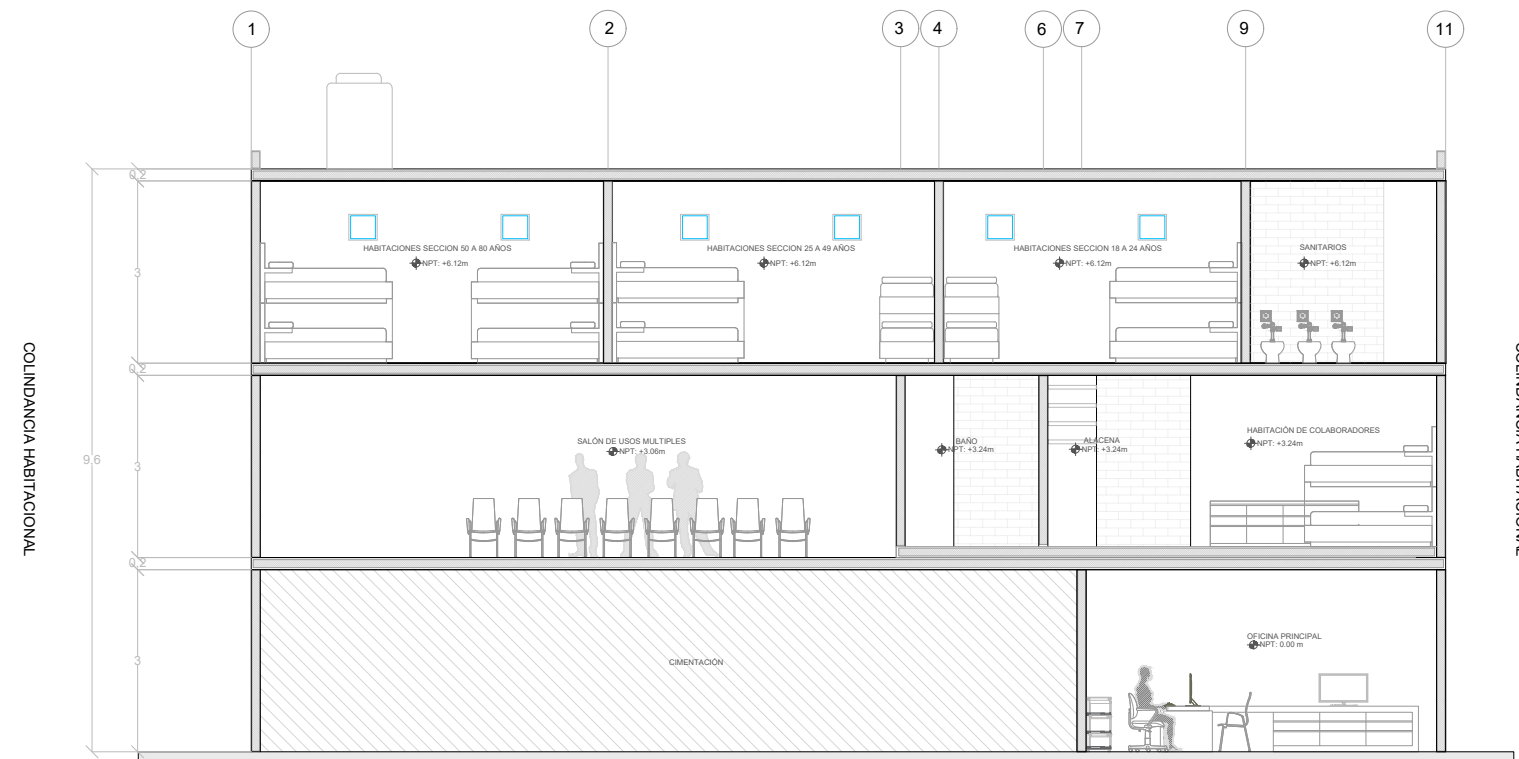 1 2 3 4 6 7 9 11
0.2
HABITACIONES SECCION 50 A 80 AÑOS
NPT: +6.12m
HABITACIONES SECCION 25 A 49 AÑOS
NPT: +6.12m
HABITACIONES SECCION 18 A 24 AÑOS
NPT: +6.12m
SANITARIOS
NPT: +6.12m
3
0.2
COLINDANCIA HABITACIONAL
9.6
3
SALÓN DE USOS MULTIPLES
NPT: +3.06m
BAÑO
NPT: +3.24m
ALACENA
NPT: +3.24m
HABITACIÓN DE COLABORADORES
NPT: +3.24m
0.2
3
CIMENTACIÓN
OFICINA PRINCIPAL
NPT: 0.00 m